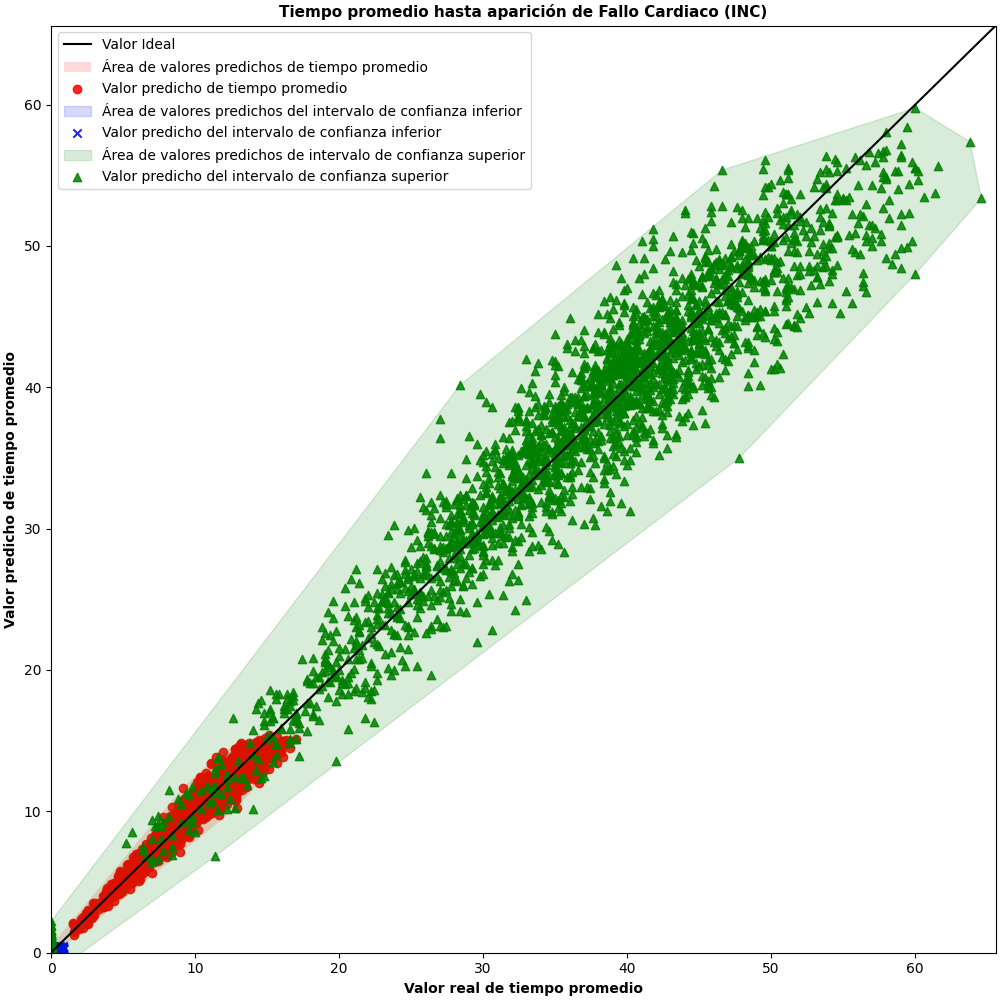 Tiempo promedio hasta aparición de Fallo Cardiaco (INC)
Valor Ideal
Área de valores predichos de tiempo promedio
Valor predicho de tiempo promedio
Área de valores predichos del intervalo de confianza inferior
Valor predicho del intervalo de confianza inferior
Área de valores predichos de intervalo de confianza superior
Valor predicho del intervalo de confianza superior
Valor predicho de tiempo promedio
60
50
40
30
20
10
0
0 10 20 30 40 50 60
Valor real de tiempo promedio